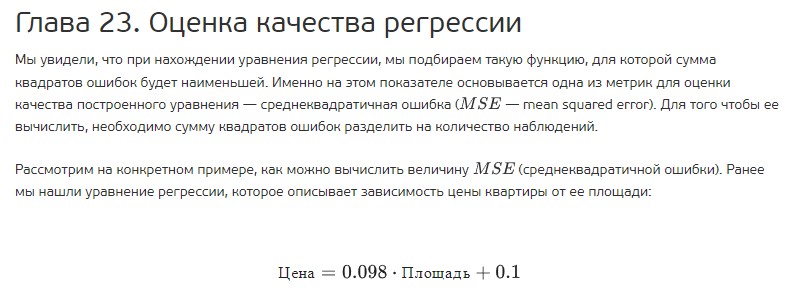 Глава 23. Оценка качества регрессии
Мы увидели, что при нахождении уравнения регрессии, мы подбираем такую функцию, для которой сумма
квадратов ошибок будет наименьшей. Именно на этом показателе основывается одна из метрик для оценки
качества построенного уравнения — среднеквадратичная ошибка (MSE — mean squared error). Для того чтобы ее
вычислить, необходимо сумму квадратов ошибок разделить на количество наблюдений.
Рассмотрим на конкретном примере, как можно вычислить величину MSE (среднеквадратичной ошибки). Ранее
мы нашли уравнение регрессии, которое описывает зависимость цены квартиры от ее площади:
Цена = 0.098 · Площадь + 0.1